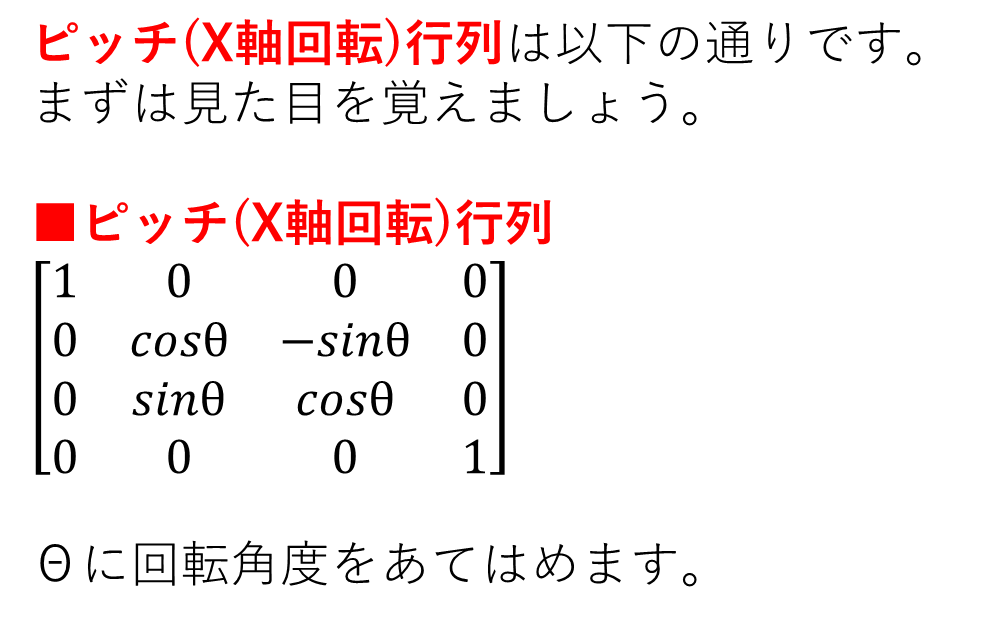 ピッチ(X軸回転)行列は以下の通りです。
まずは見た目を覚えましょう。
■ピッチ(X軸回転)行列
1 0 0 0
0 cosθ −sinθ 0
0 sinθ cosθ 0
0 0 0 1
Θに回転角度をあてはめます。